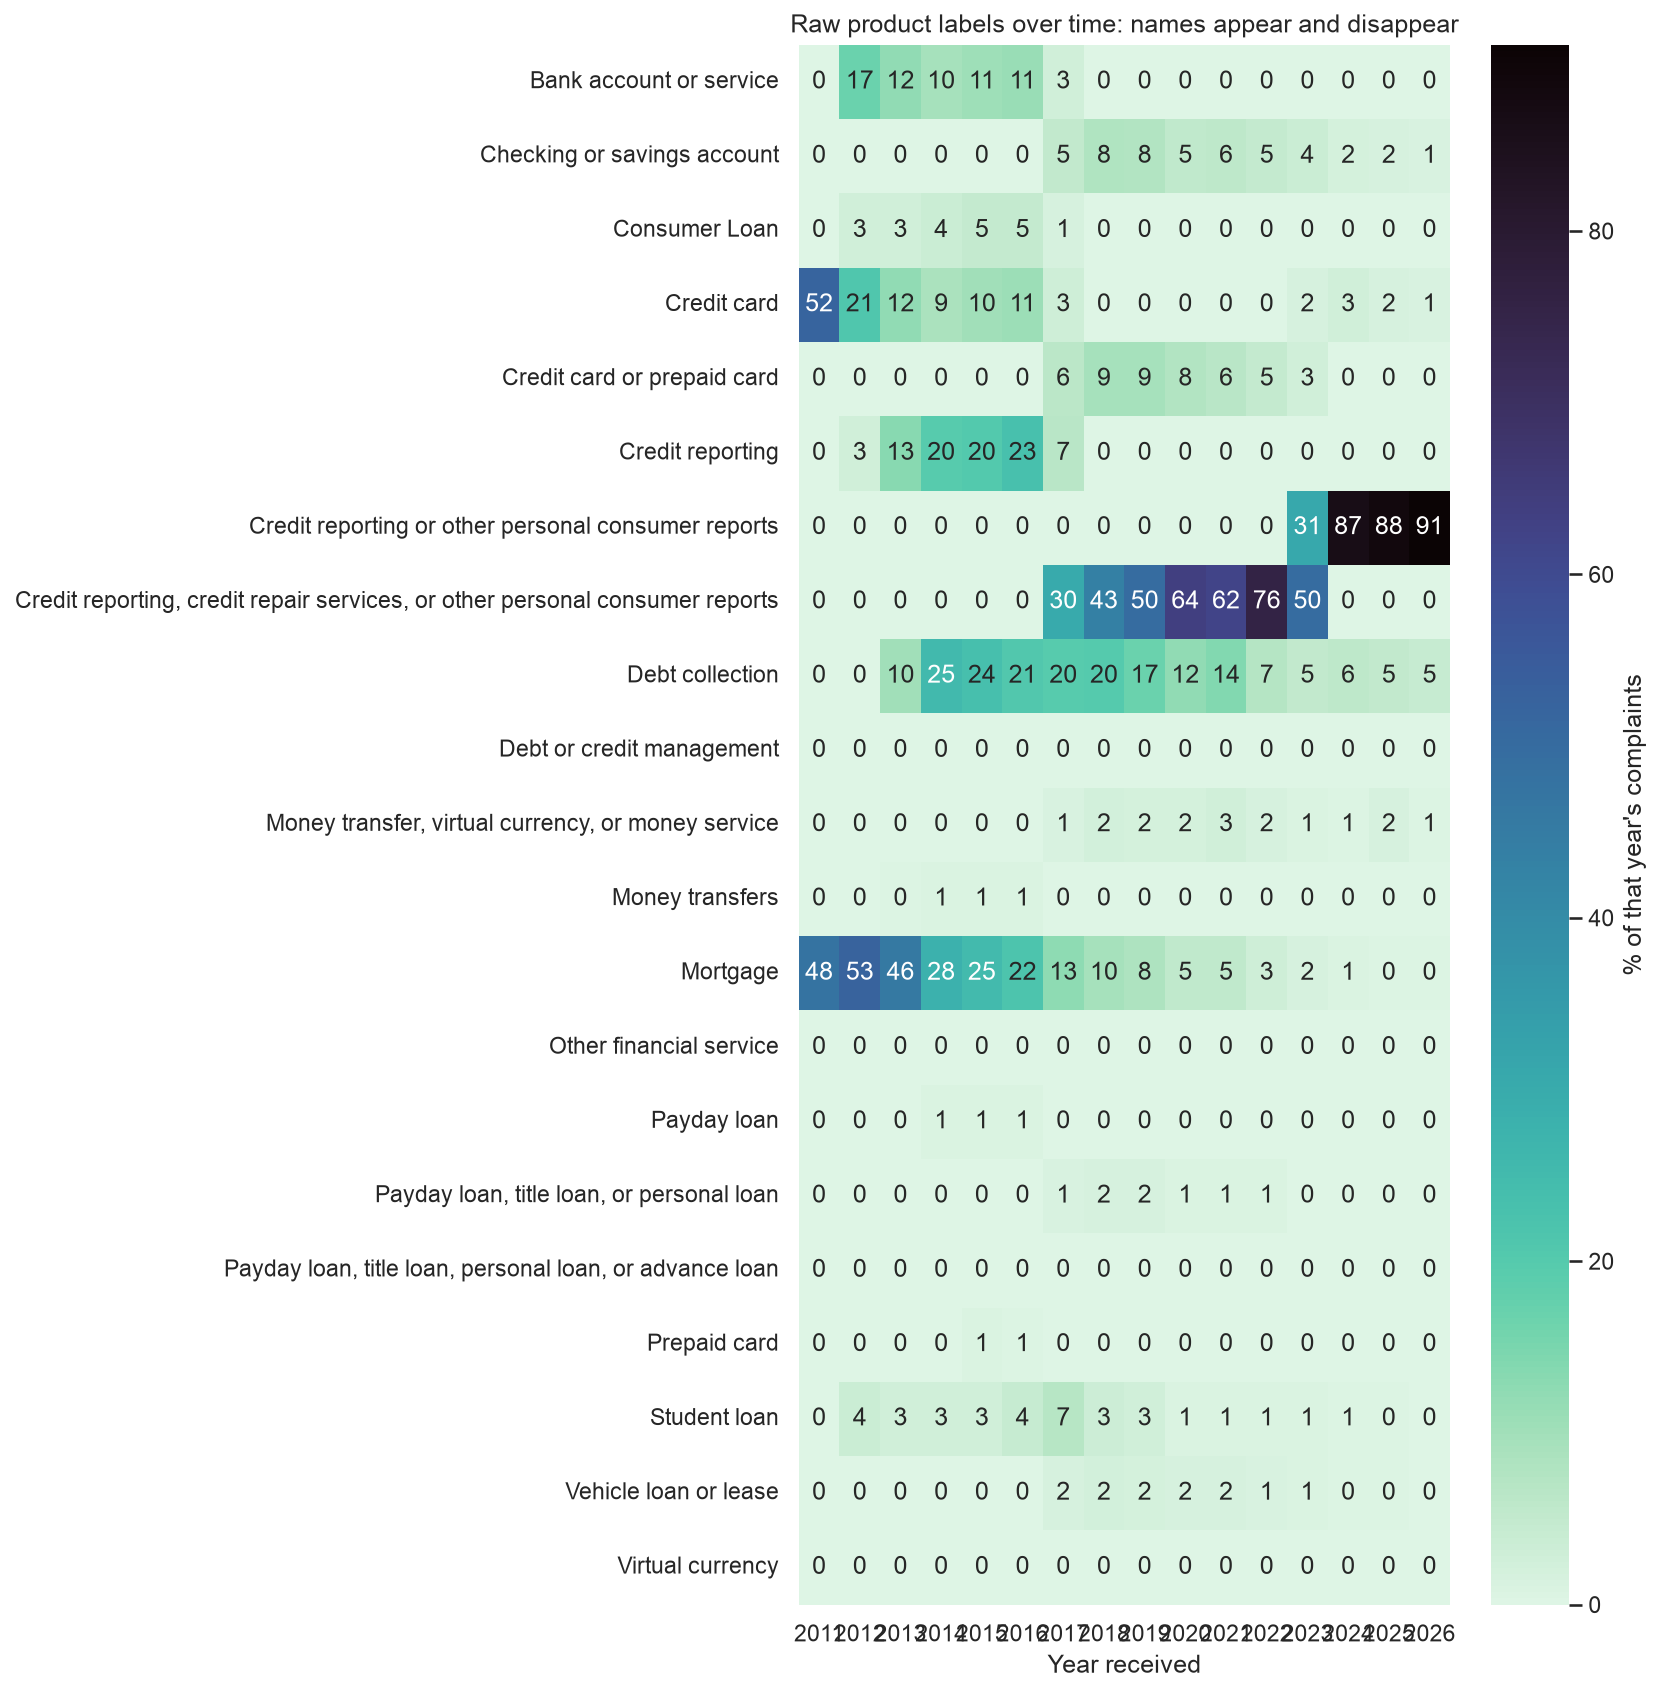 Raw product labels over time: names appear and disappear
Bank account or service 0 17 12 10 11 11 3 0 0 0 0 0 0 0 0 0
Checking or savings account 0 0 0 0 0 0 5 8 8 5 6 5 4 2 2 1
Consumer Loan 0 3 3 4 5 5 1 0 0 0 0 0 0 0 0 0
80
Credit card 52 21 12 9 10 11 3 0 0 0 0 0 2 3 2 1
Credit card or prepaid card 0 0 0 0 0 0 6 9 9 8 6 5 3 0 0 0
Credit reporting 0 3 13 20 20 23 7 0 0 0 0 0 0 0 0 0
Credit reporting or other personal consumer reports 0 0 0 0 0 0 0 0 0 0 0 0 31 87 88 91
60
Credit reporting, credit repair services, or other personal consumer reports 0 0 0 0 0 0 30 43 50 64 62 76 50 0 0 0
Debt collection 0 0 10 25 24 21 20 20 17 12 14 7 5 6 5 5
Debt or credit management 0 0 0 0 0 0 0 0 0 0 0 0 0 0 0 0
Money transfer, virtual currency, or money service 0 0 0 0 0 0 1 2 2 2 3 2 1 1 2 1
% of that year's complaints
Money transfers 0 0 0 1 1 1 0 0 0 0 0 0 0 0 0 0
40
Mortgage 48 53 46 28 25 22 13 10 8 5 5 3 2 1 0 0
Other financial service 0 0 0 0 0 0 0 0 0 0 0 0 0 0 0 0
Payday loan 0 0 0 1 1 1 0 0 0 0 0 0 0 0 0 0
Payday loan, title loan, or personal loan 0 0 0 0 0 0 1 2 2 1 1 1 0 0 0 0
20
Payday loan, title loan, personal loan, or advance loan 0 0 0 0 0 0 0 0 0 0 0 0 0 0 0 0
Prepaid card 0 0 0 0 1 1 0 0 0 0 0 0 0 0 0 0
Student loan 0 4 3 3 3 4 7 3 3 1 1 1 1 1 0 0
Vehicle loan or lease 0 0 0 0 0 0 2 2 2 2 2 1 1 0 0 0
Virtual currency 0 0 0 0 0 0 0 0 0 0 0 0 0 0 0 0
0
2011 2012 2013 2014 2015 2016 2017 2018 2019 2020 2021 2022 2023 2024 2025 2026
Year received